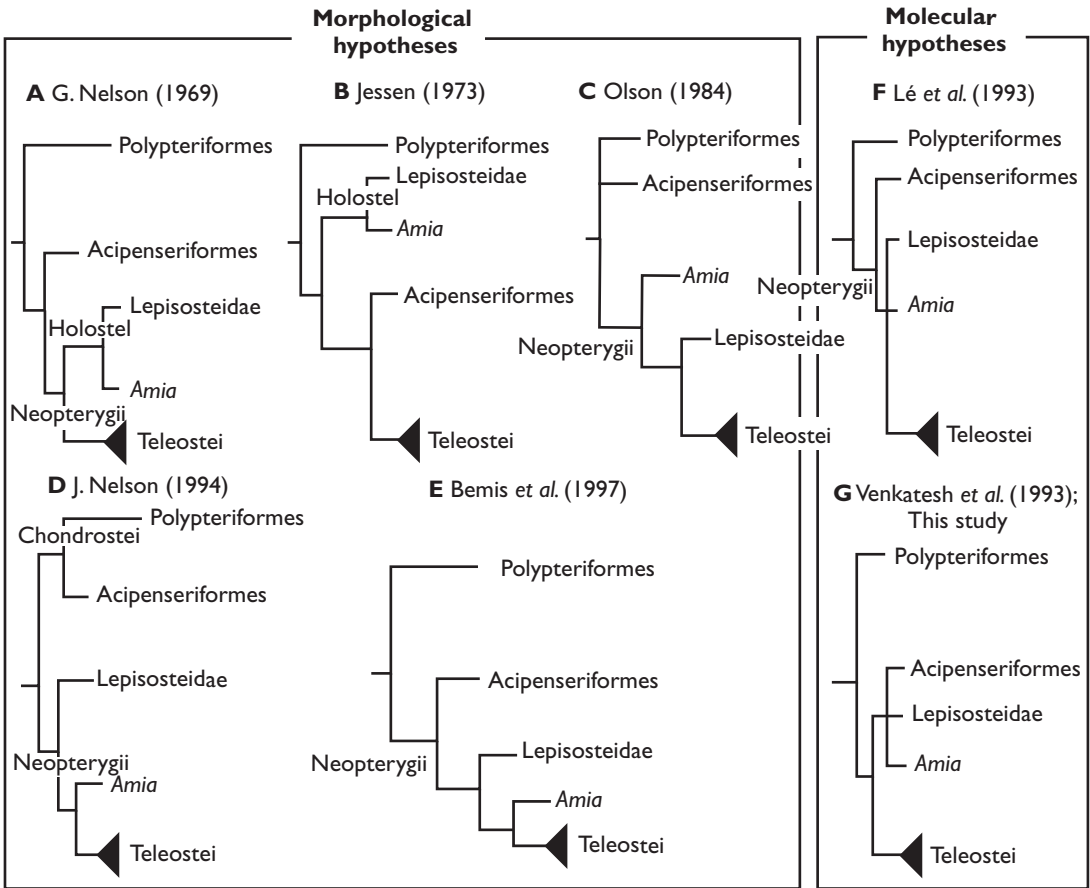 Morphological
hypotheses
A G. Nelson (1969)
Polypteriformes
Acipenseriformes
Lepisosteidae
Holostel
Amia
Neopterygii
Teleostei
B Jessen (1973)
Polypteriformes
Lepisosteidae
Holostel
Amia
Acipenseriformes
Teleostei
C Olson (1984)
Polypteriformes
Acipenseriformes
Amia
Lepisosteidae
Neopterygii
Teleostei
D J. Nelson (1994)
Polypteriformes
Chondrostei
Acipenseriformes
Lepisosteidae
Neopterygii
Amia
Teleostei
E Bemis et al. (1997)
Polypteriformes
Acipenseriformes
Lepisosteidae
Neopterygii
Amia
Teleostei
Molecular
hypotheses
F Lé et al. (1993)
Polypteriformes
Acipenseriformes
Lepisosteidae
Neopterygii
Amia
Teleostei
G Venkatesh et al. (1993);
This study
Polypteriformes
Acipenseriformes
Lepisosteidae
Amia
Teleostei